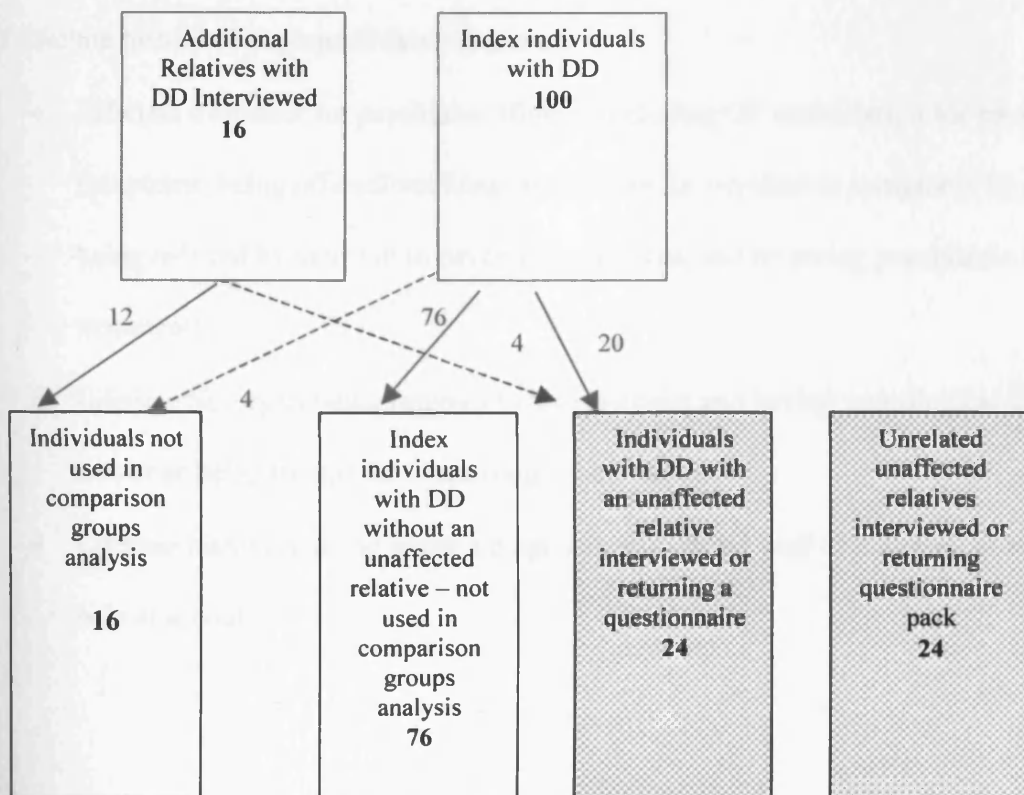 Additional
Relatives with
DD Interviewed
16
Index individuals
with DD
100
12
76
4
20
4
Individuals not
used in
comparison
groups
analysis
16
Index
individuals
with DD
without an
unaffected
relative – not
used in
comparison
groups
analysis
76
Individuals
with DD with
an unaffected
relative
interviewed or
returning a
questionnaire
24
Unrelated
unaffected
relatives
interviewed or
returning
questionnaire
pack
24